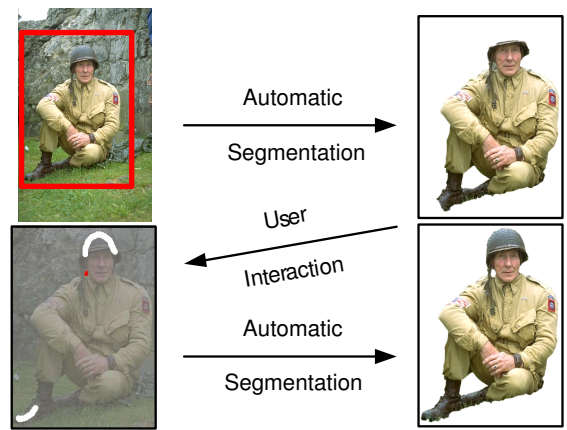 Automatic
Segmentation
User
Interaction
Automatic
Segmentation